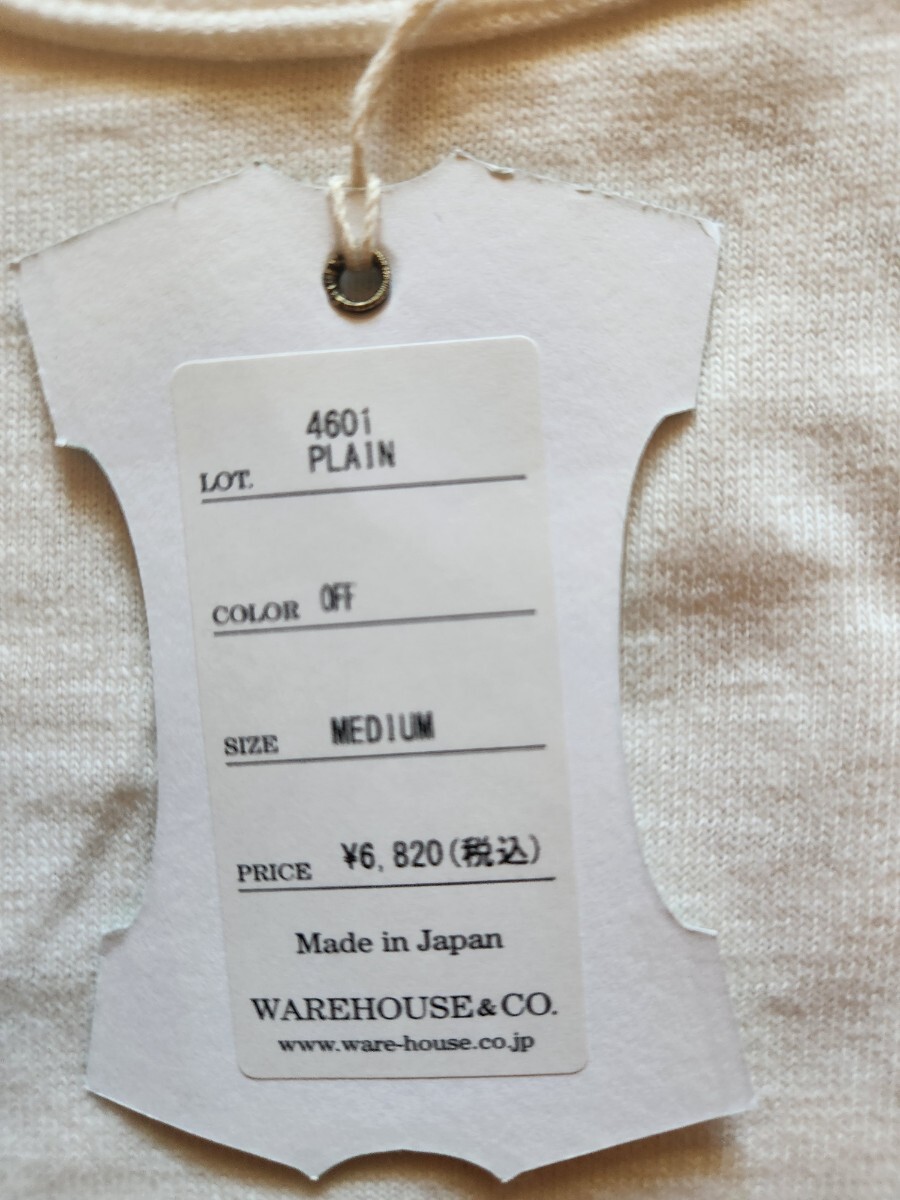 4601
PLAIN
LOT.
COLOR OFF
SIZE MEDIUM
PRICE ¥6,820(税込)
Made in Japan
WAREHOUSE&CO.
www.ware-house.co.jp